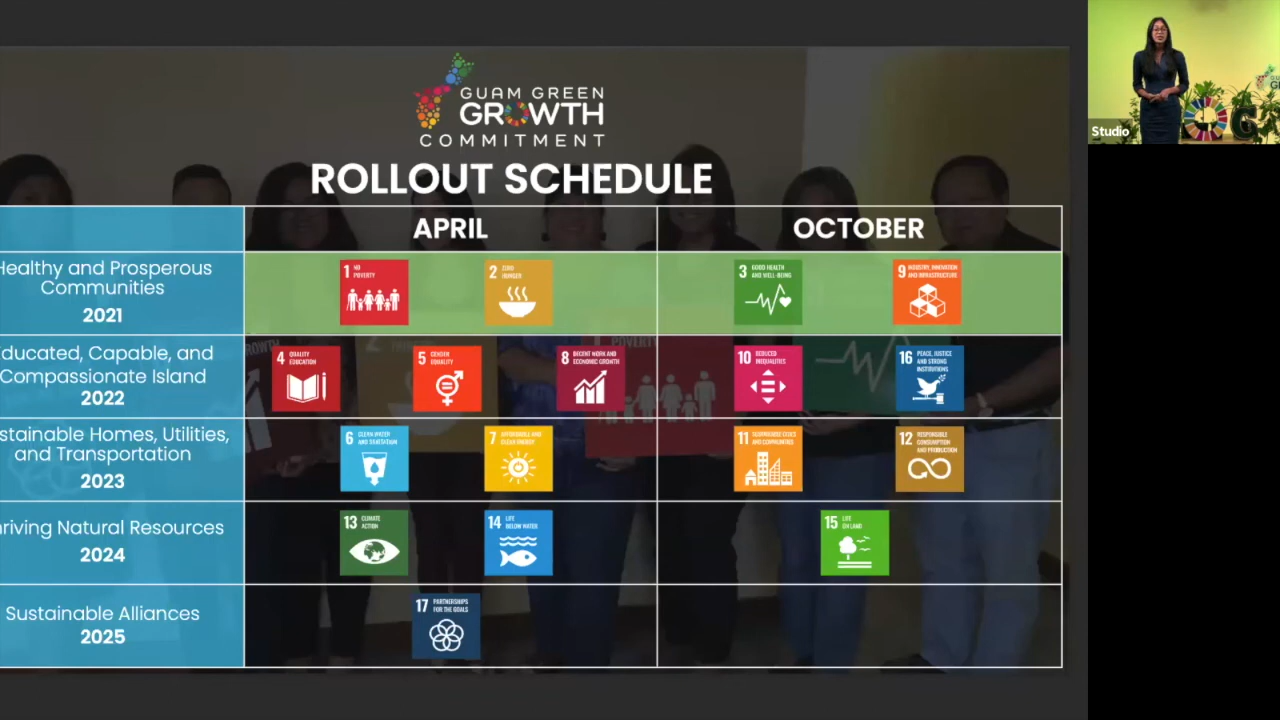 GUAM GREEN
GROWTH
COMMITMENT
ROLLOUT SCHEDULE
APRIL
OCTOBER
Healthy and Prosperous
Communities
2021
1 NO
POVERTY
2 ZERO
HUNGER
3 GOOD HEALTH
AND WELL-BEING
9 INDUSTRY, INNOVATION
AND INFRASTRUCTURE
Educated, Capable, and
Compassionate Island
2022
4 QUALITY
EDUCATION
5 GENDER
EQUALITY
8 DECENT WORK AND
ECONOMIC GROWTH
10 REDUCED
INEQUALITIES
16 PEACE, JUSTICE
AND STRONG
INSTITUTIONS
stainable Homes, Utilities,
and Transportation
2023
6 CLEAN WATER
AND SANITATION
7 AFFORDABLE AND
CLEAN ENERGY
11 SUSTAINABLE CITIES
AND COMMUNITIES
12 RESPONSIBLE
CONSUMPTION
AND PRODUCTION
riving Natural Resources
2024
13 CLIMATE
ACTION
14 LIFE
BELOW WATER
15 LIFE
ON LAND
Sustainable Alliances
2025
17 PARTNERSHIPS
FOR THE GOALS
Studio
G